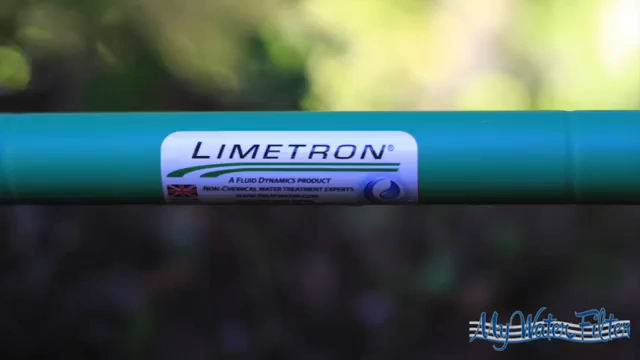 LIMETRON®
A FLUID DYNAMICS PRODUCT
NON-CHEMICAL WATER TREATMENT EXPERTS
My Water Filter